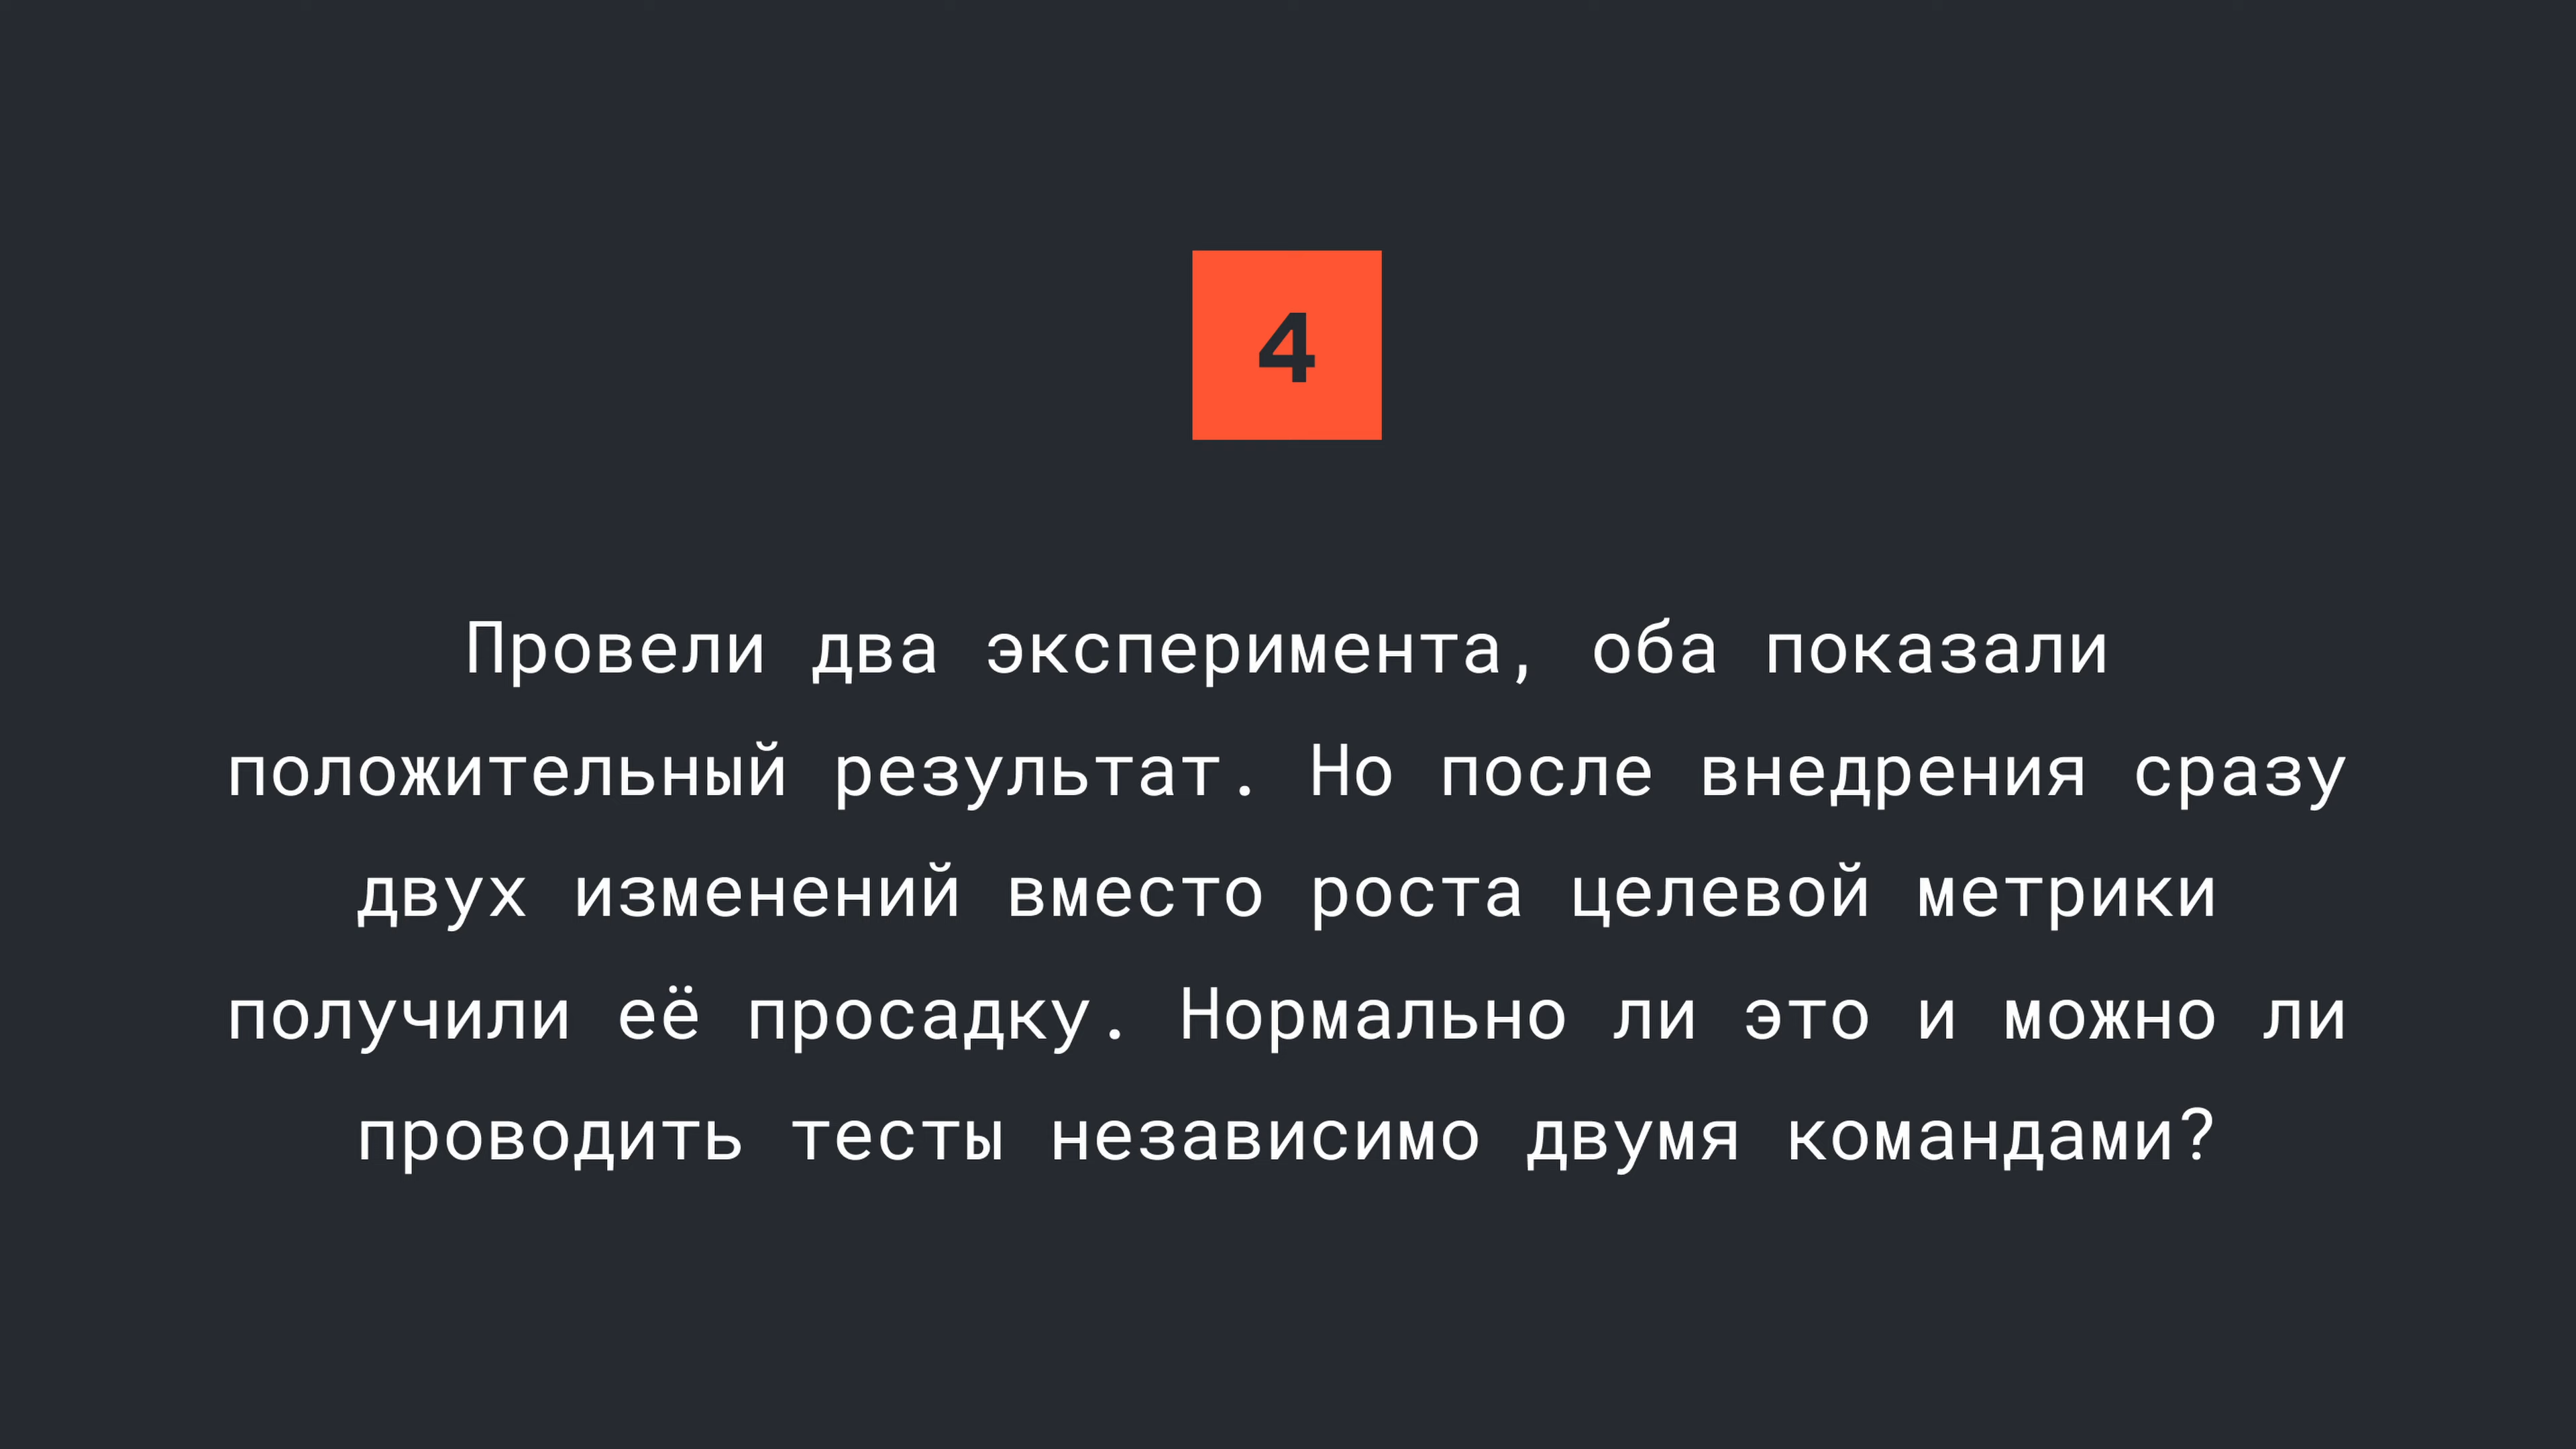 4
Провели два эксперимента, оба показали
положительный результат. Но после внедрения сразу
двух изменений вместо роста целевой метрики
получили её просадку. Нормально ли это и можно ли
проводить тесты независимо двумя командами?